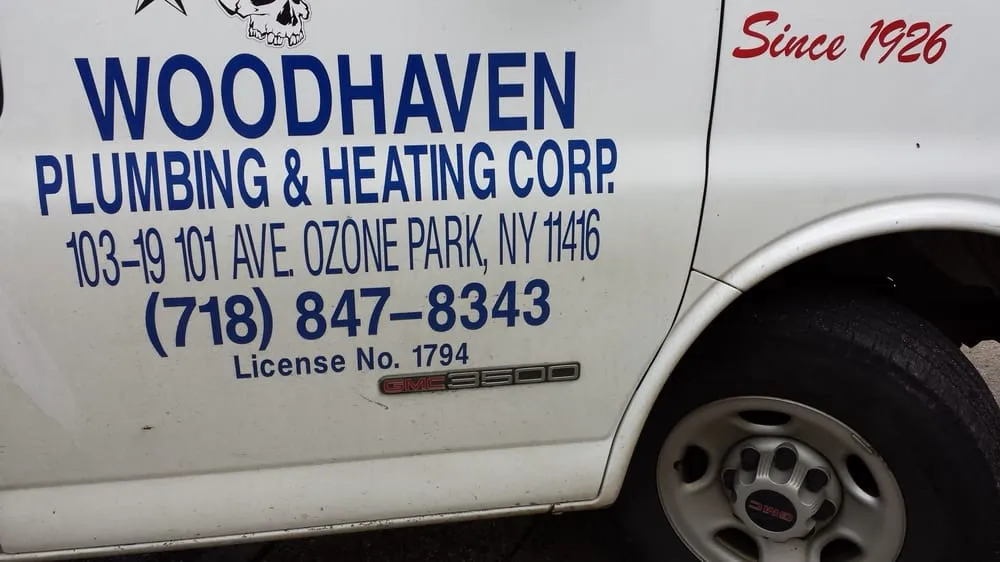 WOODHAVEN
PLUMBING & HEATING CORP.
103-19 101 AVE. OZONE PARK, NY 11416
(718) 847-8343
License No. 1794
GMC 3500
Since 1926
GMC